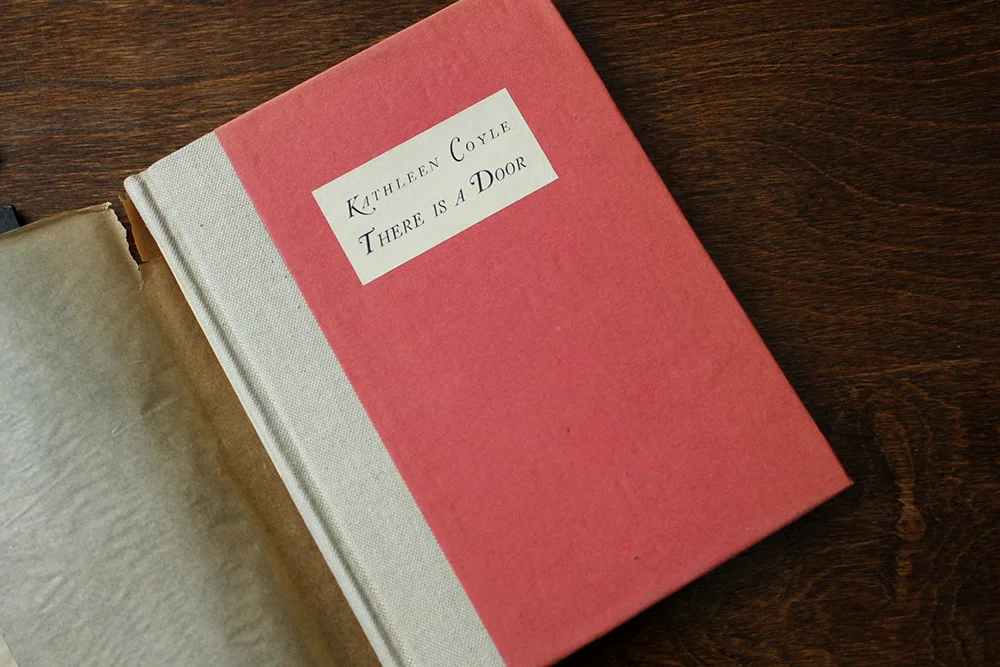 Kathleen Coyle
There is a Door